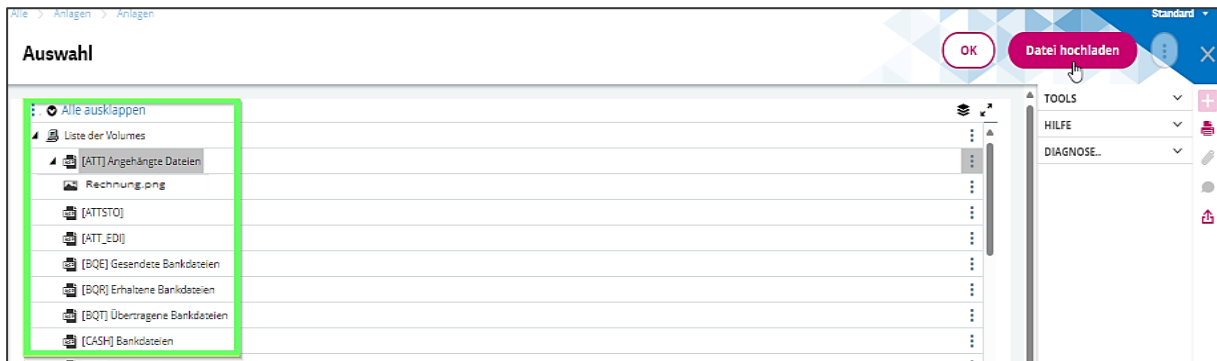 Alle > Anlagen > Anlagen
Standard
Auswahl
OK
Datei hochladen
Alle ausklappen
Liste der Volumes
[ATT] Angehängte Dateien
Rechnung.png
[ATTSTO]
[ATT_EDI]
[BQE] Gesendete Bankdateien
[BQR] Erhaltene Bankdateien
[BQT] Übertragene Bankdateien
[CASH] Bankdateien
TOOLS
HILFE
DIAGNOSE..